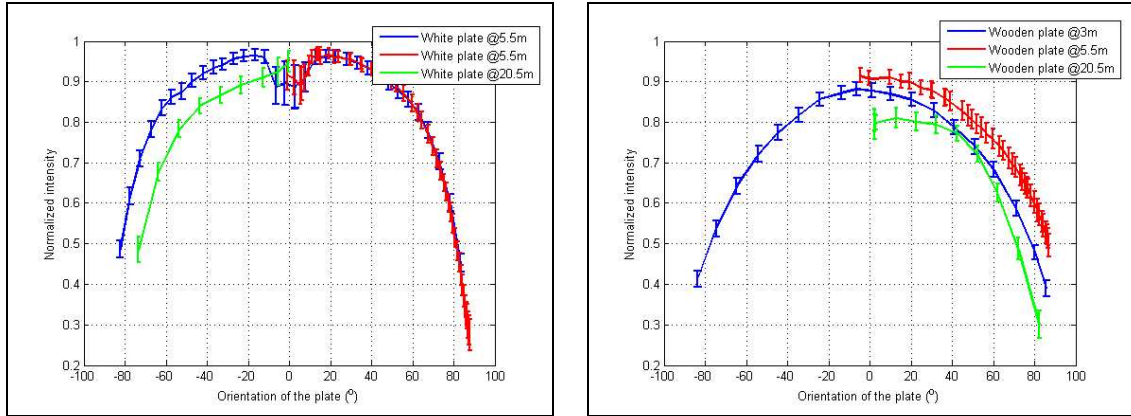 White plate @5.5m
White plate @5.5m
White plate @20.5m
1
0.9
0.8
0.7
0.6
0.5
0.4
0.3
0.2
Normalized intensity
-100 -80 -60 -40 -20 0 20 40 60 80 100
Orientation of the plate (º)
Wooden plate @3m
Wooden plate @5.5m
Wooden plate @20.5m
1
0.9
0.8
0.7
0.6
0.5
0.4
0.3
0.2
Normalized intensity
-100 -80 -60 -40 -20 0 20 40 60 80 100
Orientation of the plate (º)